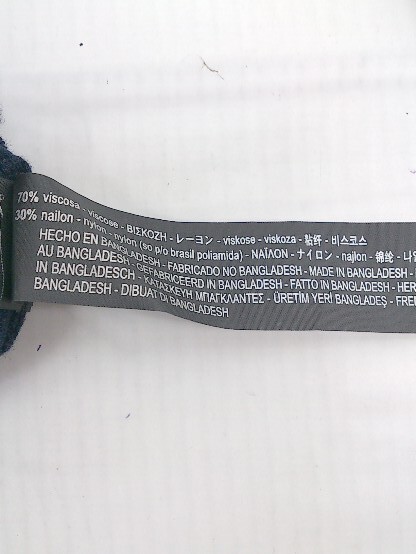 70% viscosa - viscose - ΒΙΣΚΟΖΗ - レーヨン - viskose - viskoza - 黏纤 - 비스코스
30% nailon - nylon - nylon (so p/o brasil poliamida) - ΝΑΪΛΟΝ - ナイロン - najlon - 锦纶 - 나일
HECHO EN BANGLADESH - FABRICADO NO BANGLADESH - MADE IN BANGLADESH -
AU BANGLADESH - GEFABRICEERD IN BANGLADESH - FATTO IN BANGLADESH - HER
IN BANGLADESCH - ΚΑΤΑΣΚΕΥΗ ΜΠΑΓΚΛΑΝΤΕΣ - ÜRETİM YERİ BANGLADEŞ - FRE
BANGLADESH - DIBUAT DI BANGLADESH